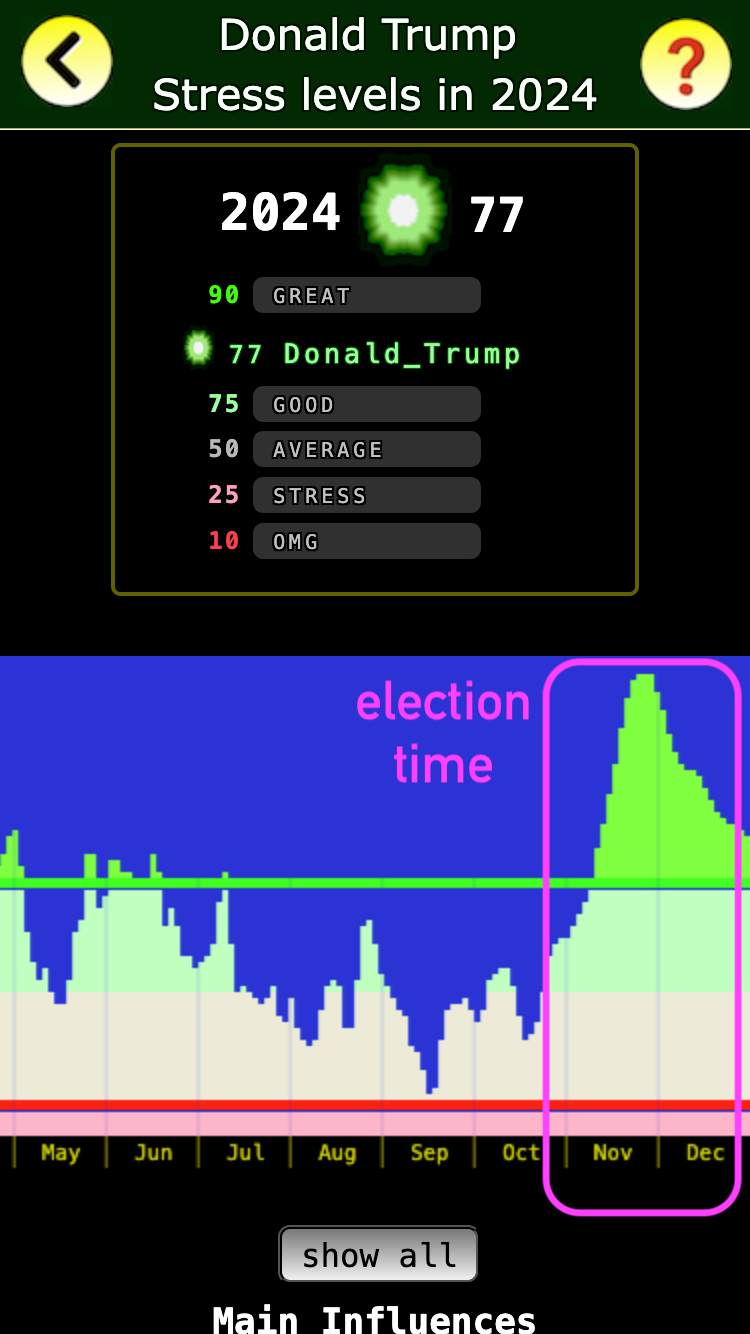 Donald Trump
Stress levels in 2024
?
2024 77
90 GREAT
77 Donald_Trump
75 GOOD
50 AVERAGE
25 STRESS
10 OMG
election
time
May Jun Jul Aug Sep Oct Nov Dec
show all
Main Influences